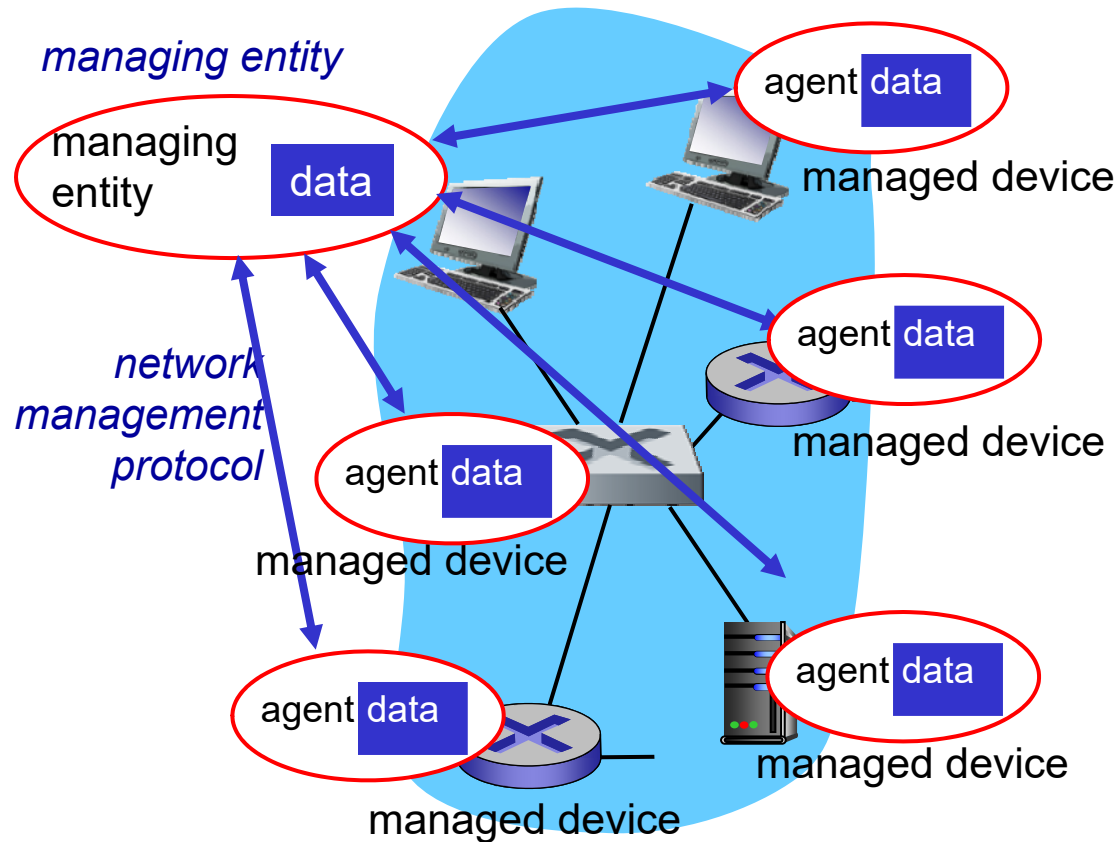 managing entity
managing
entity
data
agent data
managed device
agent data
managed device
network
management
protocol
agent data
managed device
agent data
managed device
agent data
managed device